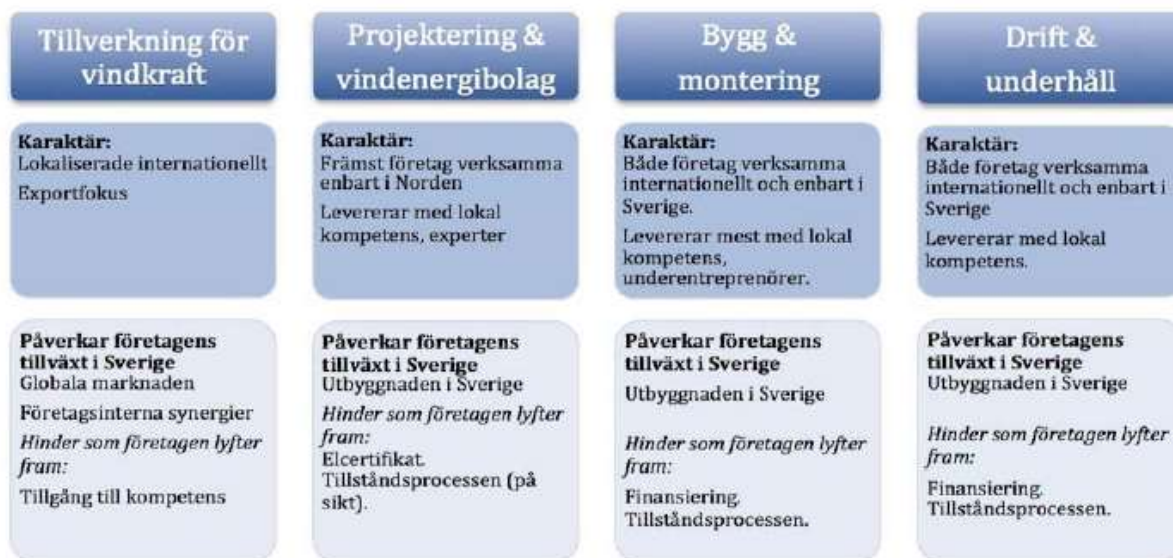 Tillverkning för
vindkraft
Karaktär:
Lokaliserade internationellt
Exportfokus
Påverkar företagens
tillväxt i Sverige
Globala marknaden
Företagsinterna synergier
Hinder som företagen lyfter
fram:
Tillgång till kompetens
Projektering &
vindenergibolag
Karaktär:
Främst företag verksamma
enbart i Norden
Levererar med lokal
kompetens, experter
Påverkar företagens
tillväxt i Sverige
Utbyggnaden i Sverige
Hinder som företagen lyfter
fram:
Elcertifikat.
Tillståndsprocessen (på
sikt).
Bygg &
montering
Karaktär:
Både företag verksamma
internationellt och enbart i
Sverige.
Levererar mest med lokal
kompetens,
underentreprenörer.
Påverkar företagens
tillväxt i Sverige
Utbyggnaden i Sverige
Hinder som företagen lyfter
fram:
Finansiering.
Tillståndsprocessen.
Drift &
underhåll
Karaktär:
Både företag verksamma
internationellt och enbart i
Sverige
Levererar med lokal
kompetens.
Påverkar företagens
tillväxt i Sverige
Utbyggnaden i Sverige
Hinder som företagen lyfter
fram:
Finansiering.
Tillståndsprocessen.